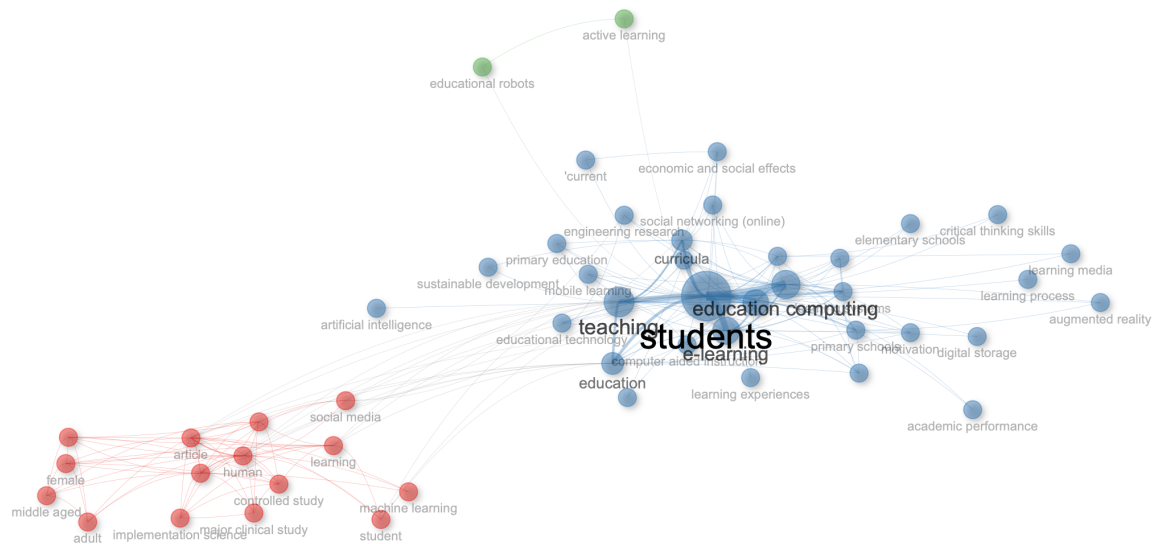 active learning
educational robots
economic and social effects
'current
social networking (online)
engineering research
critical thinking skills
elementary schools
curricula
primary education
learning media
sustainable development
mobile learning
learning process
augmented reality
education computing
artificial intelligence
teaching
students
educational technology
primary schools
motivation
digital storage
e-learning
computer aided instruction
education
learning experiences
social media
academic performance
article
learning
human
female
controlled study
machine learning
middle aged
major clinical study
implementation science
student
adult